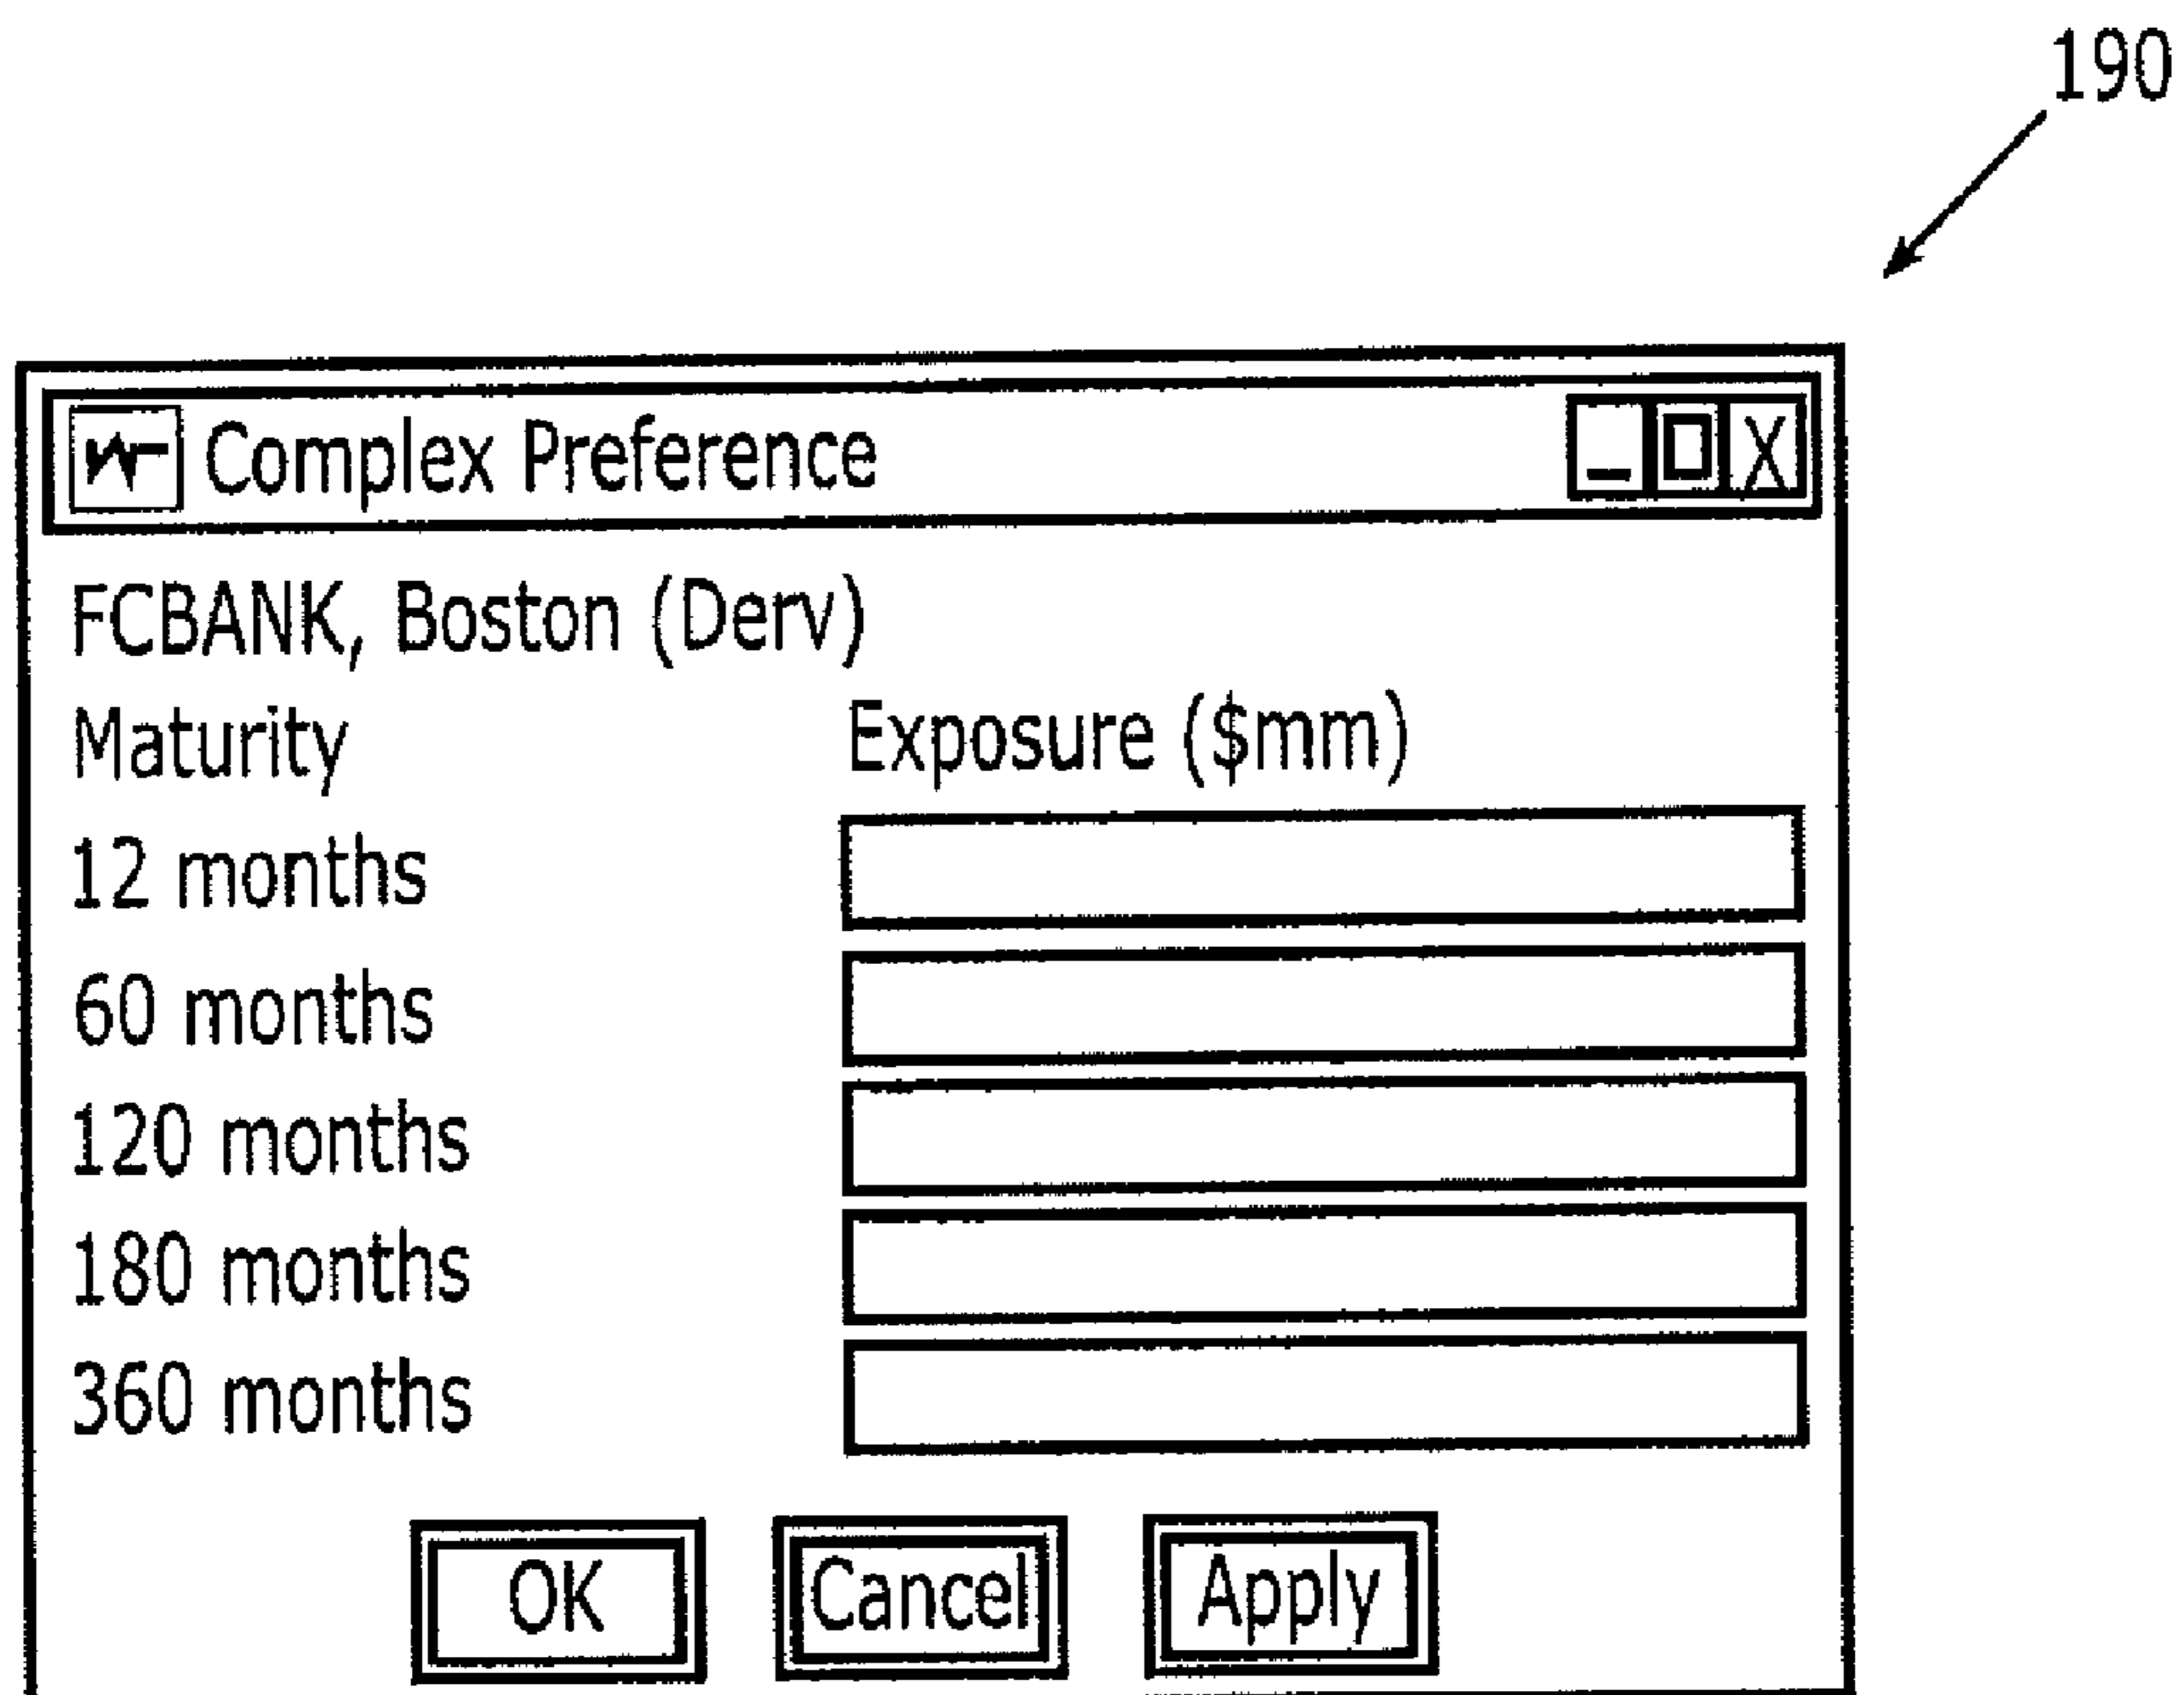 190
Complex Preference
FCBANK, Boston (Derv)
Maturity Exposure ($mm)
12 months
60 months
120 months
180 months
360 months
OK Cancel Apply